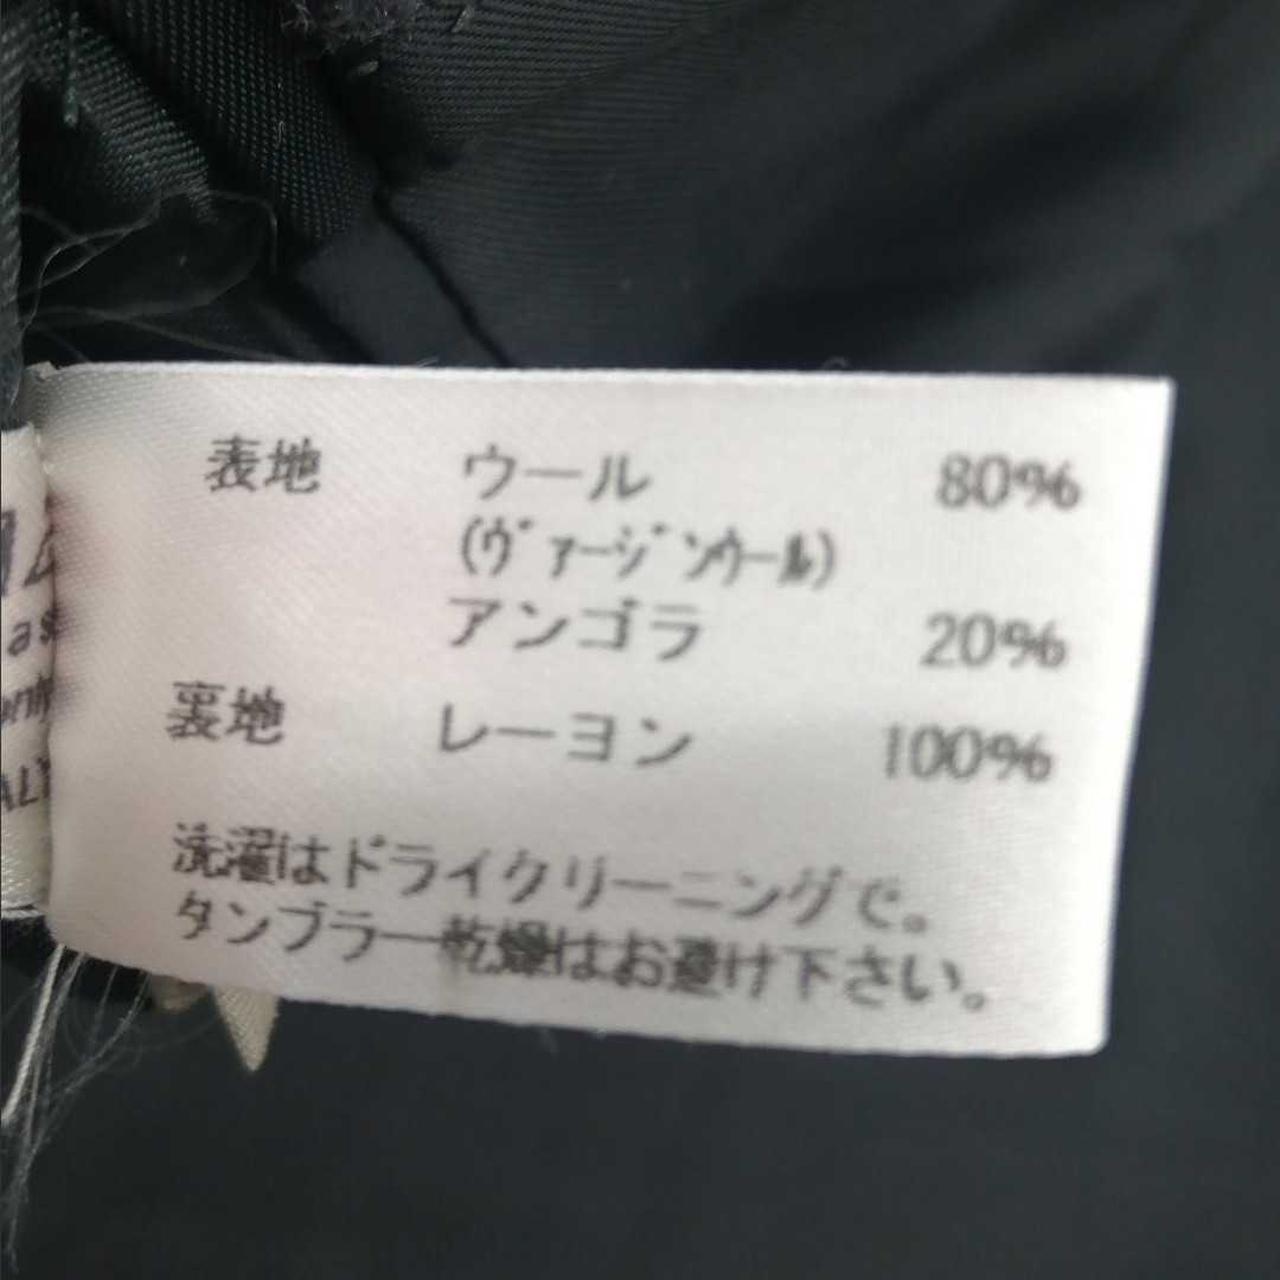 表地 ウール 80%
(ヴァージンウール)
アンゴラ 20%
裏地 レーヨン 100%
洗濯はドライクリーニングで。
タンブラー乾燥はお避け下さい。
as
ALY